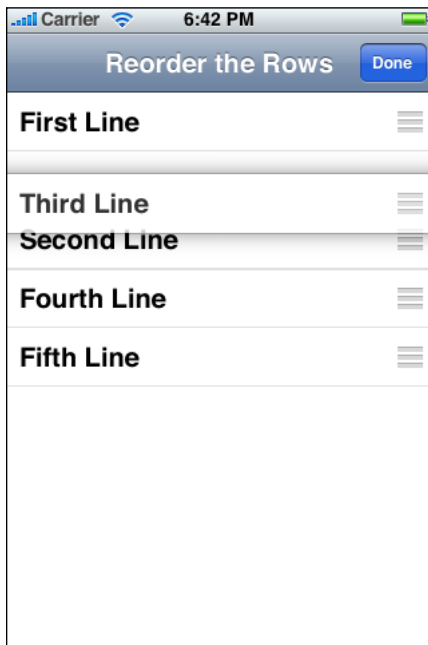 Carrier 6:42 PM
Reorder the Rows Done
First Line
Third Line
Second Line
Fourth Line
Fifth Line